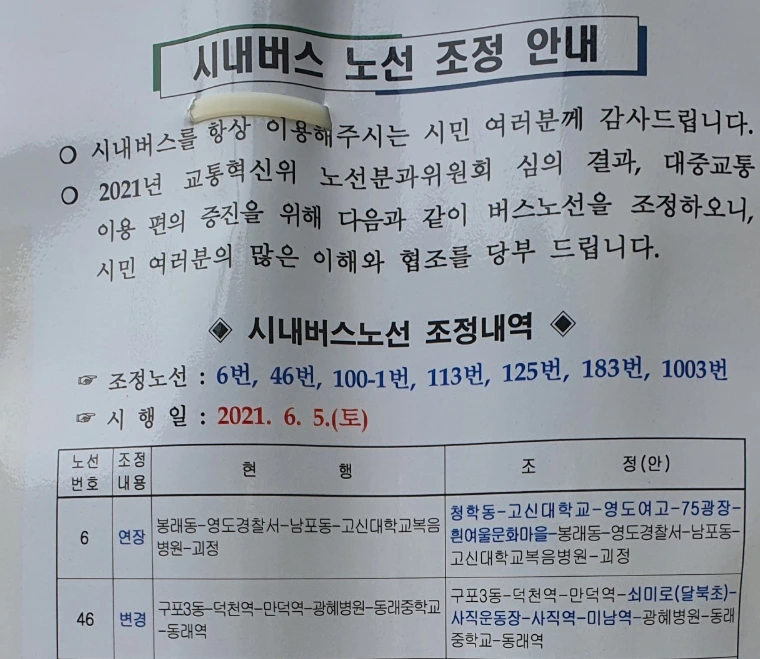 시내버스 노선 조정 안내
○ 시내버스를 항상 이용해주시는 시민 여러분께 감사드립니다.
○ 2021년 교통혁신위 노선분과위원회 심의 결과, 대중교통
이용 편의 증진을 위해 다음과 같이 버스노선을 조정하오니,
시민 여러분의 많은 이해와 협조를 당부 드립니다.
◈ 시내버스노선 조정내역 ◈
☞ 조정노선 : 6번, 46번, 100-1번, 113번, 125번, 183번, 1003번
☞ 시 행 일 : 2021. 6. 5.(토)
노선 조정
번호 내용
현 행
조 정(안)
6
연장
봉래동-영도경찰서-남포동-고신대학교복음
병원-괴정
청학동-고신대학교-영도여고-75광장-
흰여울문화마을-봉래동-영도경찰서-남포동-
고신대학교복음병원-괴정
46
변경
구포3동-덕천역-만덕역-광혜병원-동래중학교
-동래역
구포3동-덕천역-만덕역-쇠미로(달북초)-
사직운동장-사직역-미남역-광혜병원-동래
중학교-동래역